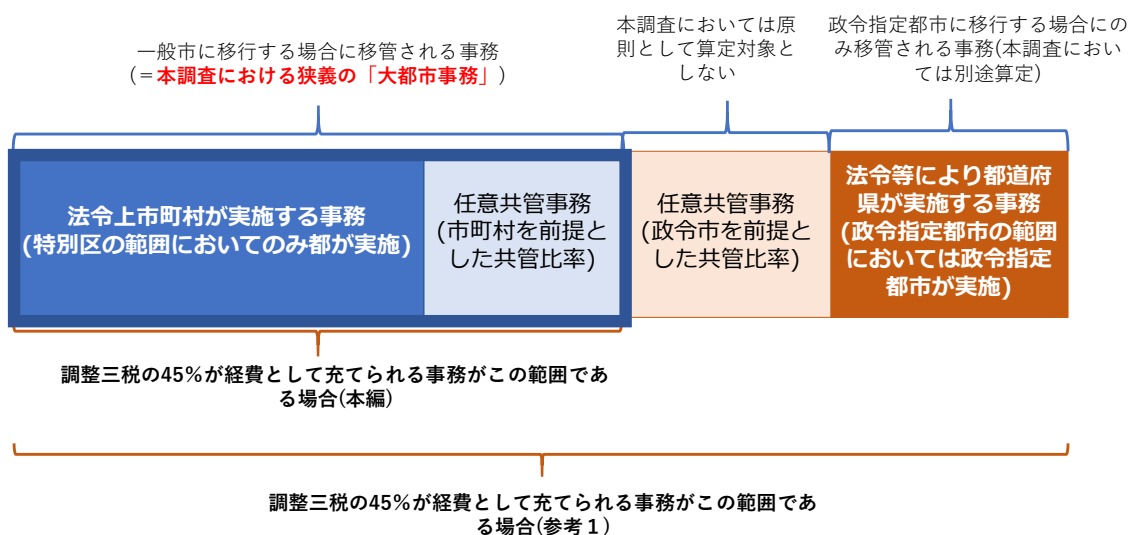 一般市に移行する場合に移管される事務
(＝本調査における狭義の「大都市事務」)
本調査においては原
則として算定対象と
しない
政令指定都市に移行する場合にの
み移管される事務(本調査におい
ては別途算定)
法令上市町村が実施する事務
(特別区の範囲においてのみ都が実施)
任意共管事務
(市町村を前提と
した共管比率)
任意共管事務
(政令市を前提と
した共管比率)
法令等により都道府
県が実施する事務
(政令指定都市の範囲
においては政令指定
都市が実施)
調整三税の45%が経費として充てられる事務がこの範囲であ
る場合(本編)
調整三税の45%が経費として充てられる事務がこの範囲であ
る場合(参考１)